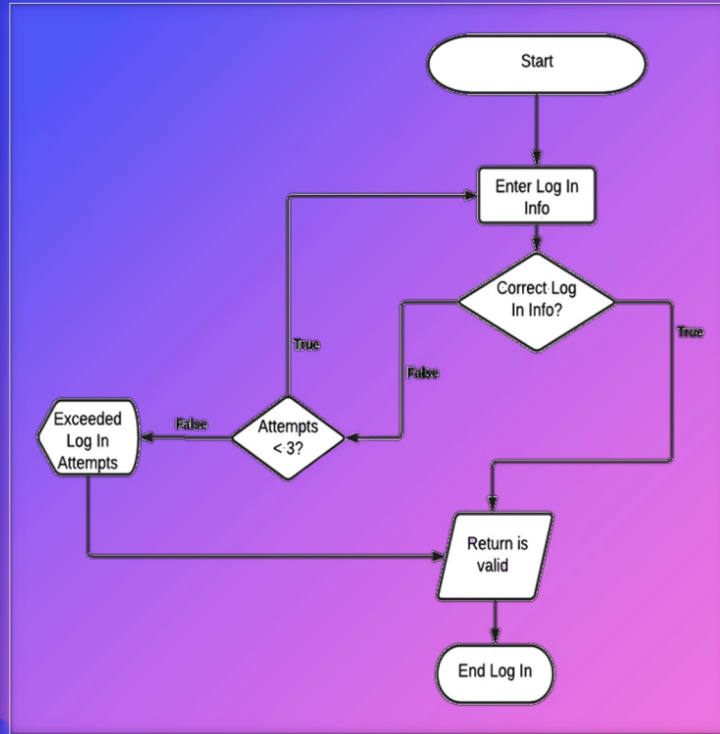 Start
Enter Log In
Info
Correct Log
In Info?
True
True
False
Exceeded
Log In
Attempts
False
Attempts
< 3?
Return is
valid
End Log In